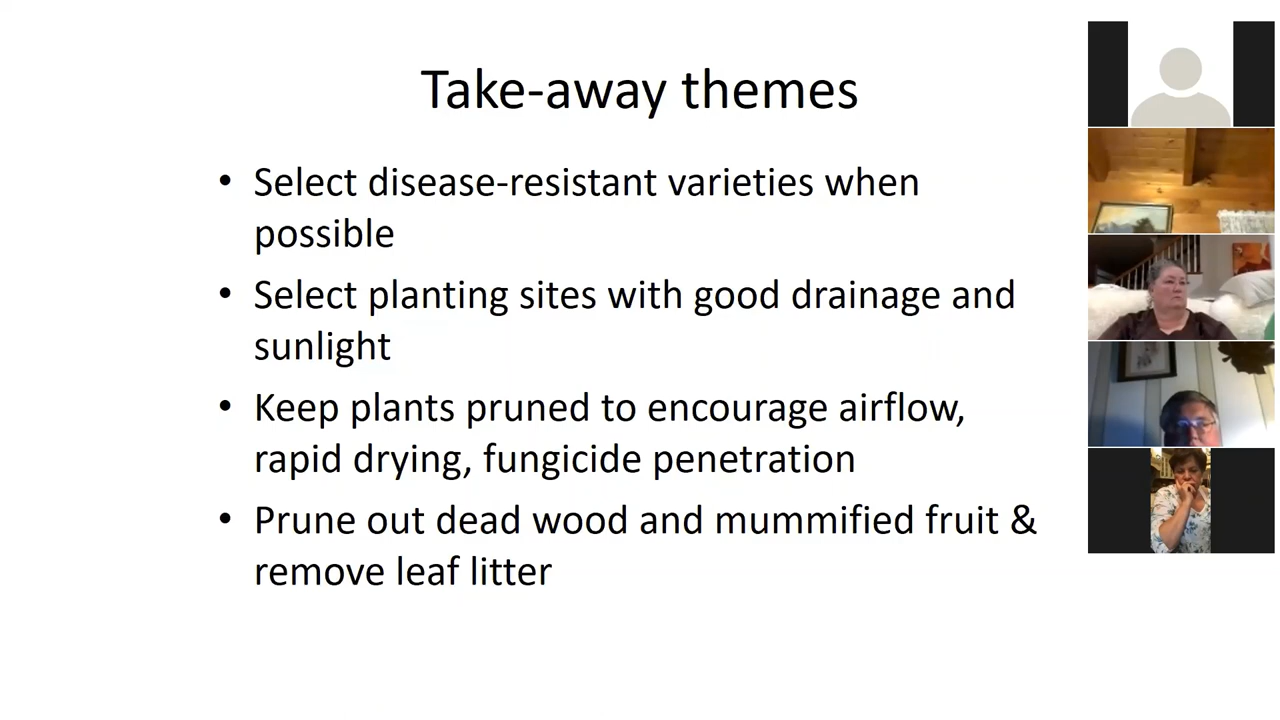 Take-away themes
• Select disease-resistant varieties when
possible
• Select planting sites with good drainage and
sunlight
• Keep plants pruned to encourage airflow,
rapid drying, fungicide penetration
• Prune out dead wood and mummified fruit &
remove leaf litter